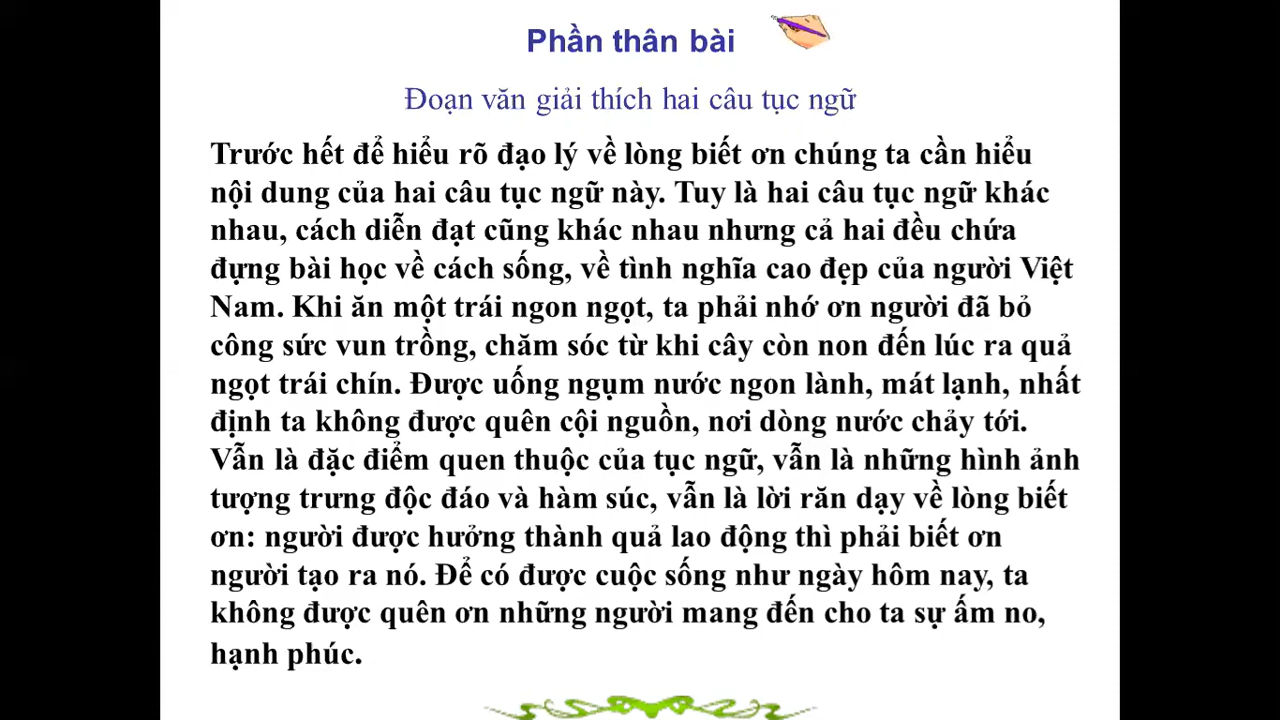 Phần thân bài
Đoạn văn giải thích hai câu tục ngữ
Trước hết để hiểu rõ đạo lý về lòng biết ơn chúng ta cần hiểu
nội dung của hai câu tục ngữ này. Tuy là hai câu tục ngữ khác
nhau, cách diễn đạt cũng khác nhau nhưng cả hai đều chứa
đựng bài học về cách sống, về tình nghĩa cao đẹp của người Việt
Nam. Khi ăn một trái ngon ngọt, ta phải nhớ ơn người đã bỏ
công sức vun trồng, chăm sóc từ khi cây còn non đến lúc ra quả
ngọt trái chín. Được uống ngụm nước ngon lành, mát lạnh, nhất
định ta không được quên cội nguồn, nơi dòng nước chảy tới.
Vẫn là đặc điểm quen thuộc của tục ngữ, vẫn là những hình ảnh
tượng trưng độc đáo và hàm súc, vẫn là lời răn dạy về lòng biết
ơn: người được hưởng thành quả lao động thì phải biết ơn
người tạo ra nó. Để có được cuộc sống như ngày hôm nay, ta
không được quên ơn những người mang đến cho ta sự ấm no,
hạnh phúc.